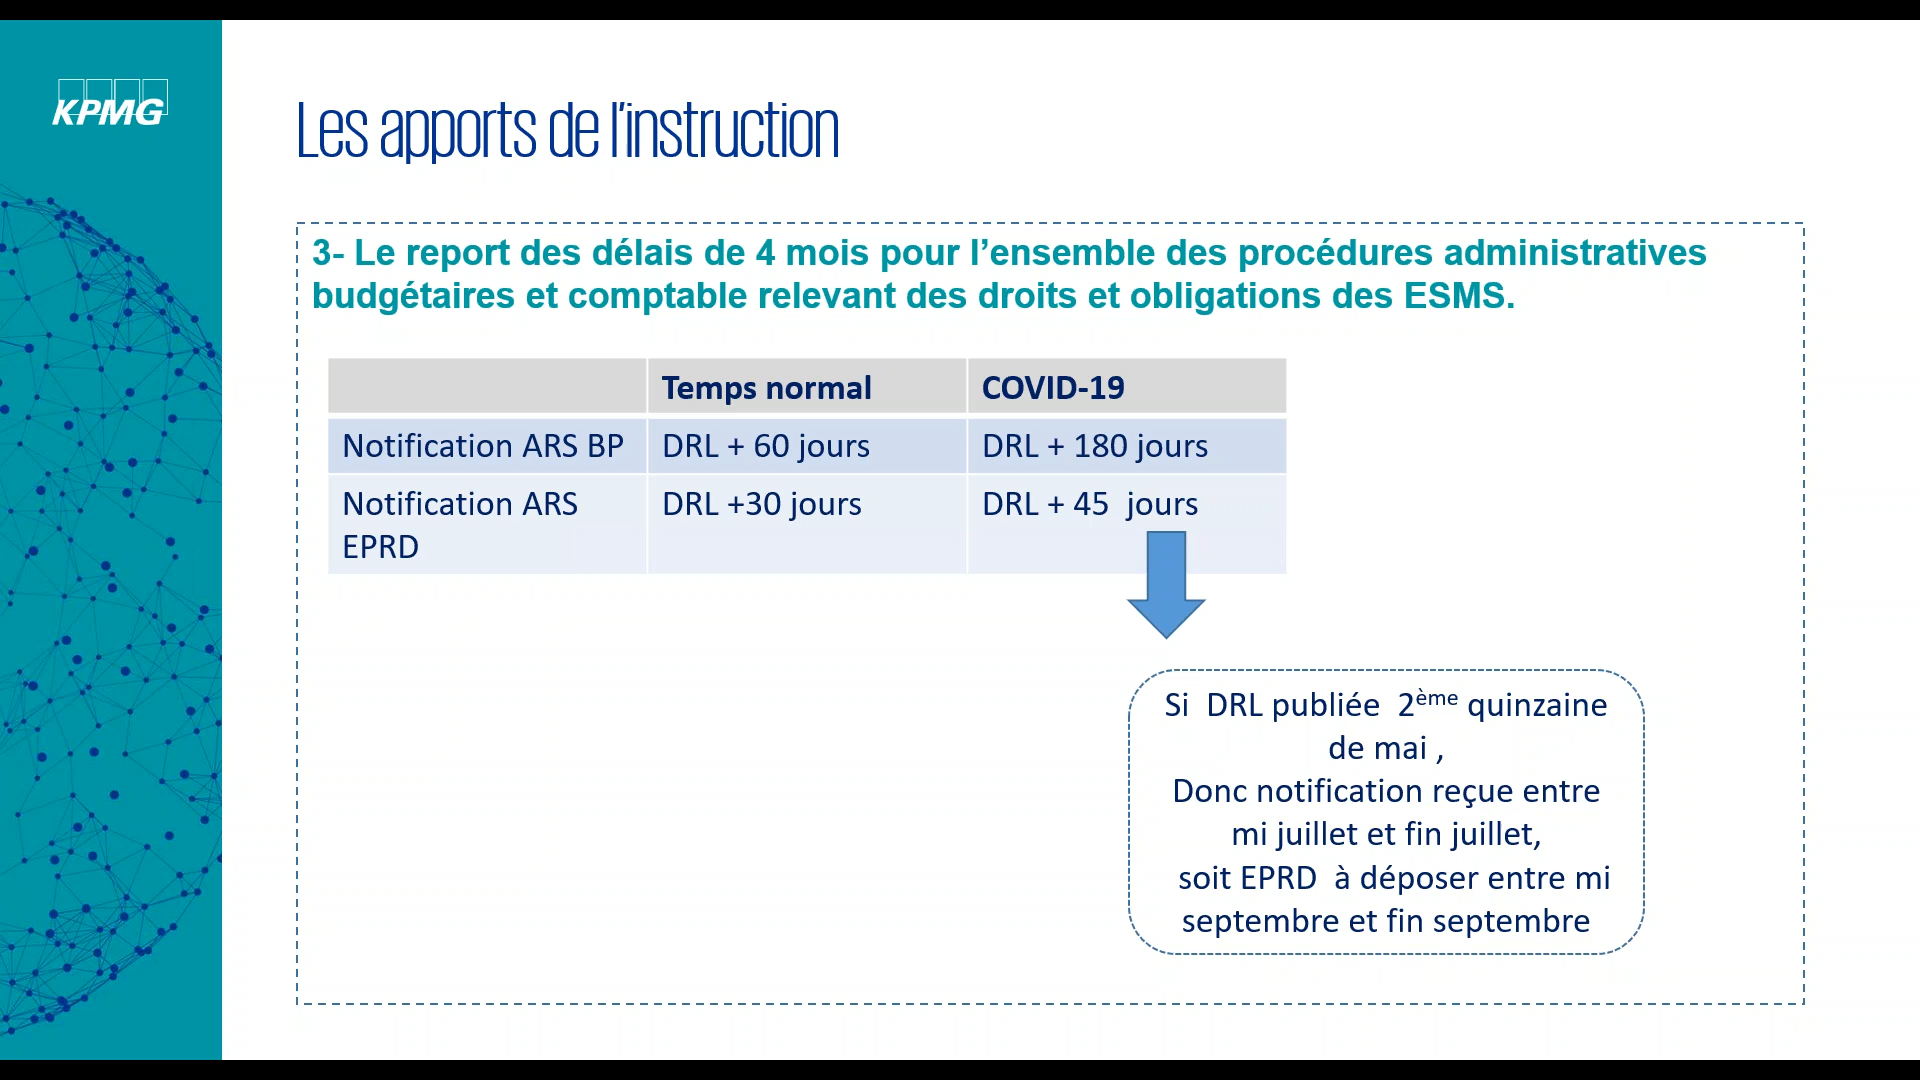 KPMG
Les apports de l'instruction
3- Le report des délais de 4 mois pour l’ensemble des procédures administratives
budgétaires et comptable relevant des droits et obligations des ESMS.
Temps normal COVID-19
Notification ARS BP DRL + 60 jours DRL + 180 jours
Notification ARS DRL +30 jours DRL + 45 jours
EPRD
Si DRL publiée 2ème quinzaine
de mai ,
Donc notification reçue entre
mi juillet et fin juillet,
soit EPRD à déposer entre mi
septembre et fin septembre